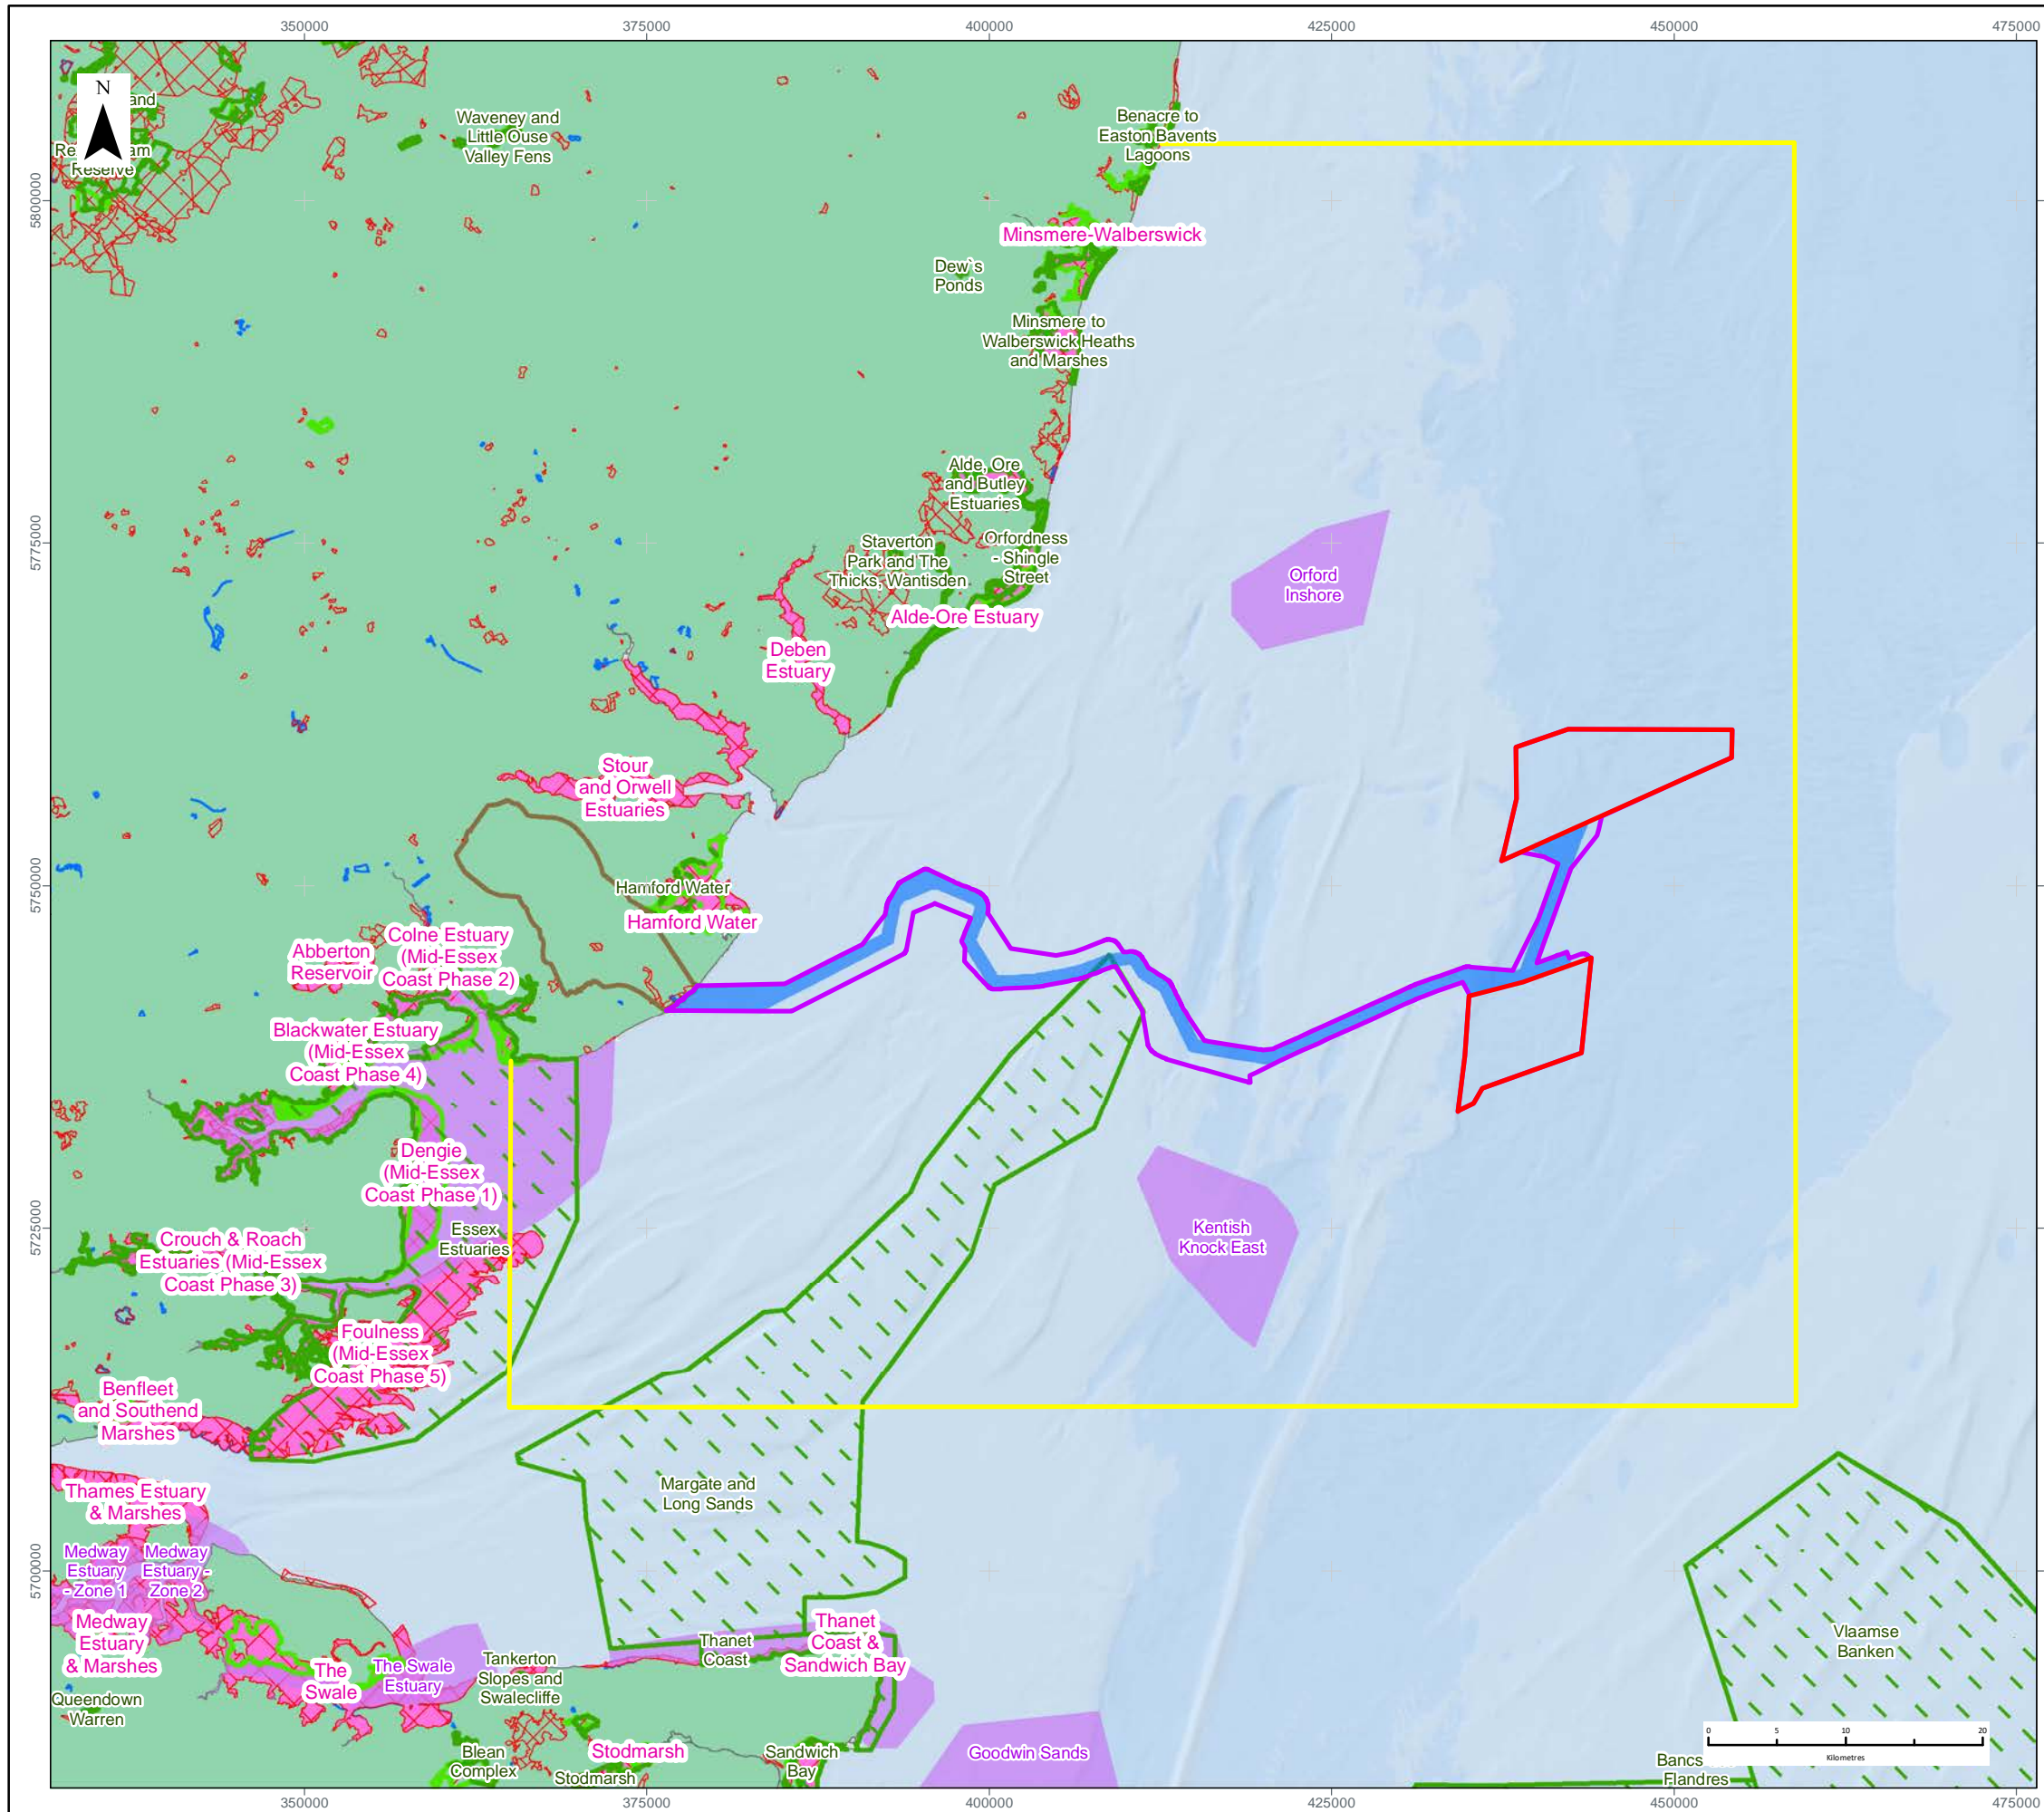 350000
375000
400000
425000
450000
475000
N
and
Reserve
Waveney and
Little Ouse
Valley Fens
Benacre to
Easton Bavents
Lagoons
5800000
Minsmere-Walberswick
Dew`s
Ponds
Minsmere to
Walberswick Heaths
and Marshes
Alde, Ore
and Butley
Estuaries
5775000
Staverton
Park and The
Thicks, Wantisden
Orfordness
- Shingle
Street
Orford
Inshore
Alde-Ore Estuary
Deben
Estuary
Stour
and Orwell
Estuaries
5750000
Hamford Water
Hamford Water
Colne Estuary
(Mid-Essex
Coast Phase 2)
Abberton
Reservoir
Blackwater Estuary
(Mid-Essex
Coast Phase 4)
Dengie
(Mid-Essex
Coast Phase 1)
5725000
Essex
Estuaries
Crouch & Roach
Estuaries (Mid-Essex
Coast Phase 3)
Kentish
Knock East
Foulness
(Mid-Essex
Coast Phase 5)
Benfleet
and Southend
Marshes
Thames Estuary
& Marshes
Margate and
Long Sands
5700000
Medway
Estuary
- Zone 1
Medway
Estuary -
Zone 2
Medway
Estuary
& Marshes
The
Swale
The Swale
Estuary
Tankerton
Slopes and
Swalecliffe
Thanet
Coast
Thanet
Coast &
Sandwich Bay
Vlaamse
Banken
Queendown
Warren
Blean
Complex
Stodmarsh
Stodmarsh
Sandwich
Bay
Goodwin Sands
Bancs
Flandres
0 5 10 20
Kilometres
350000
375000
400000
425000
450000
475000